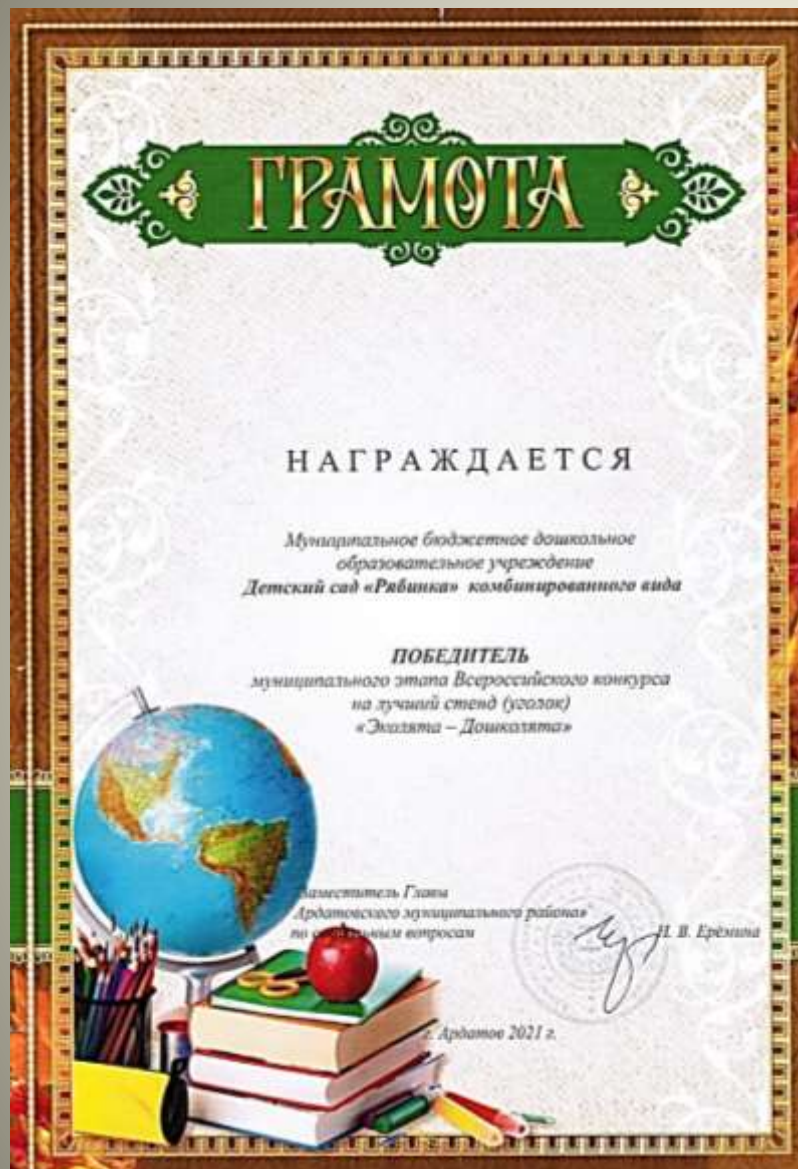 ГРАМОТА
НАГРАЖДАЕТСЯ
Муниципальное бюджетное дошкольное
образовательное учреждение
Детский сад «Рябинка» комбинированного вида
ПОБЕДИТЕЛЬ
муниципального этапа Всероссийского конкурса
на лучший стенд (уголок)
«Эколята – Дошколята»
Заместитель Главы
Ардатовского муниципального района»
по вопросам
Н. В. Ерёмина
г. Ардатов 2021 г.